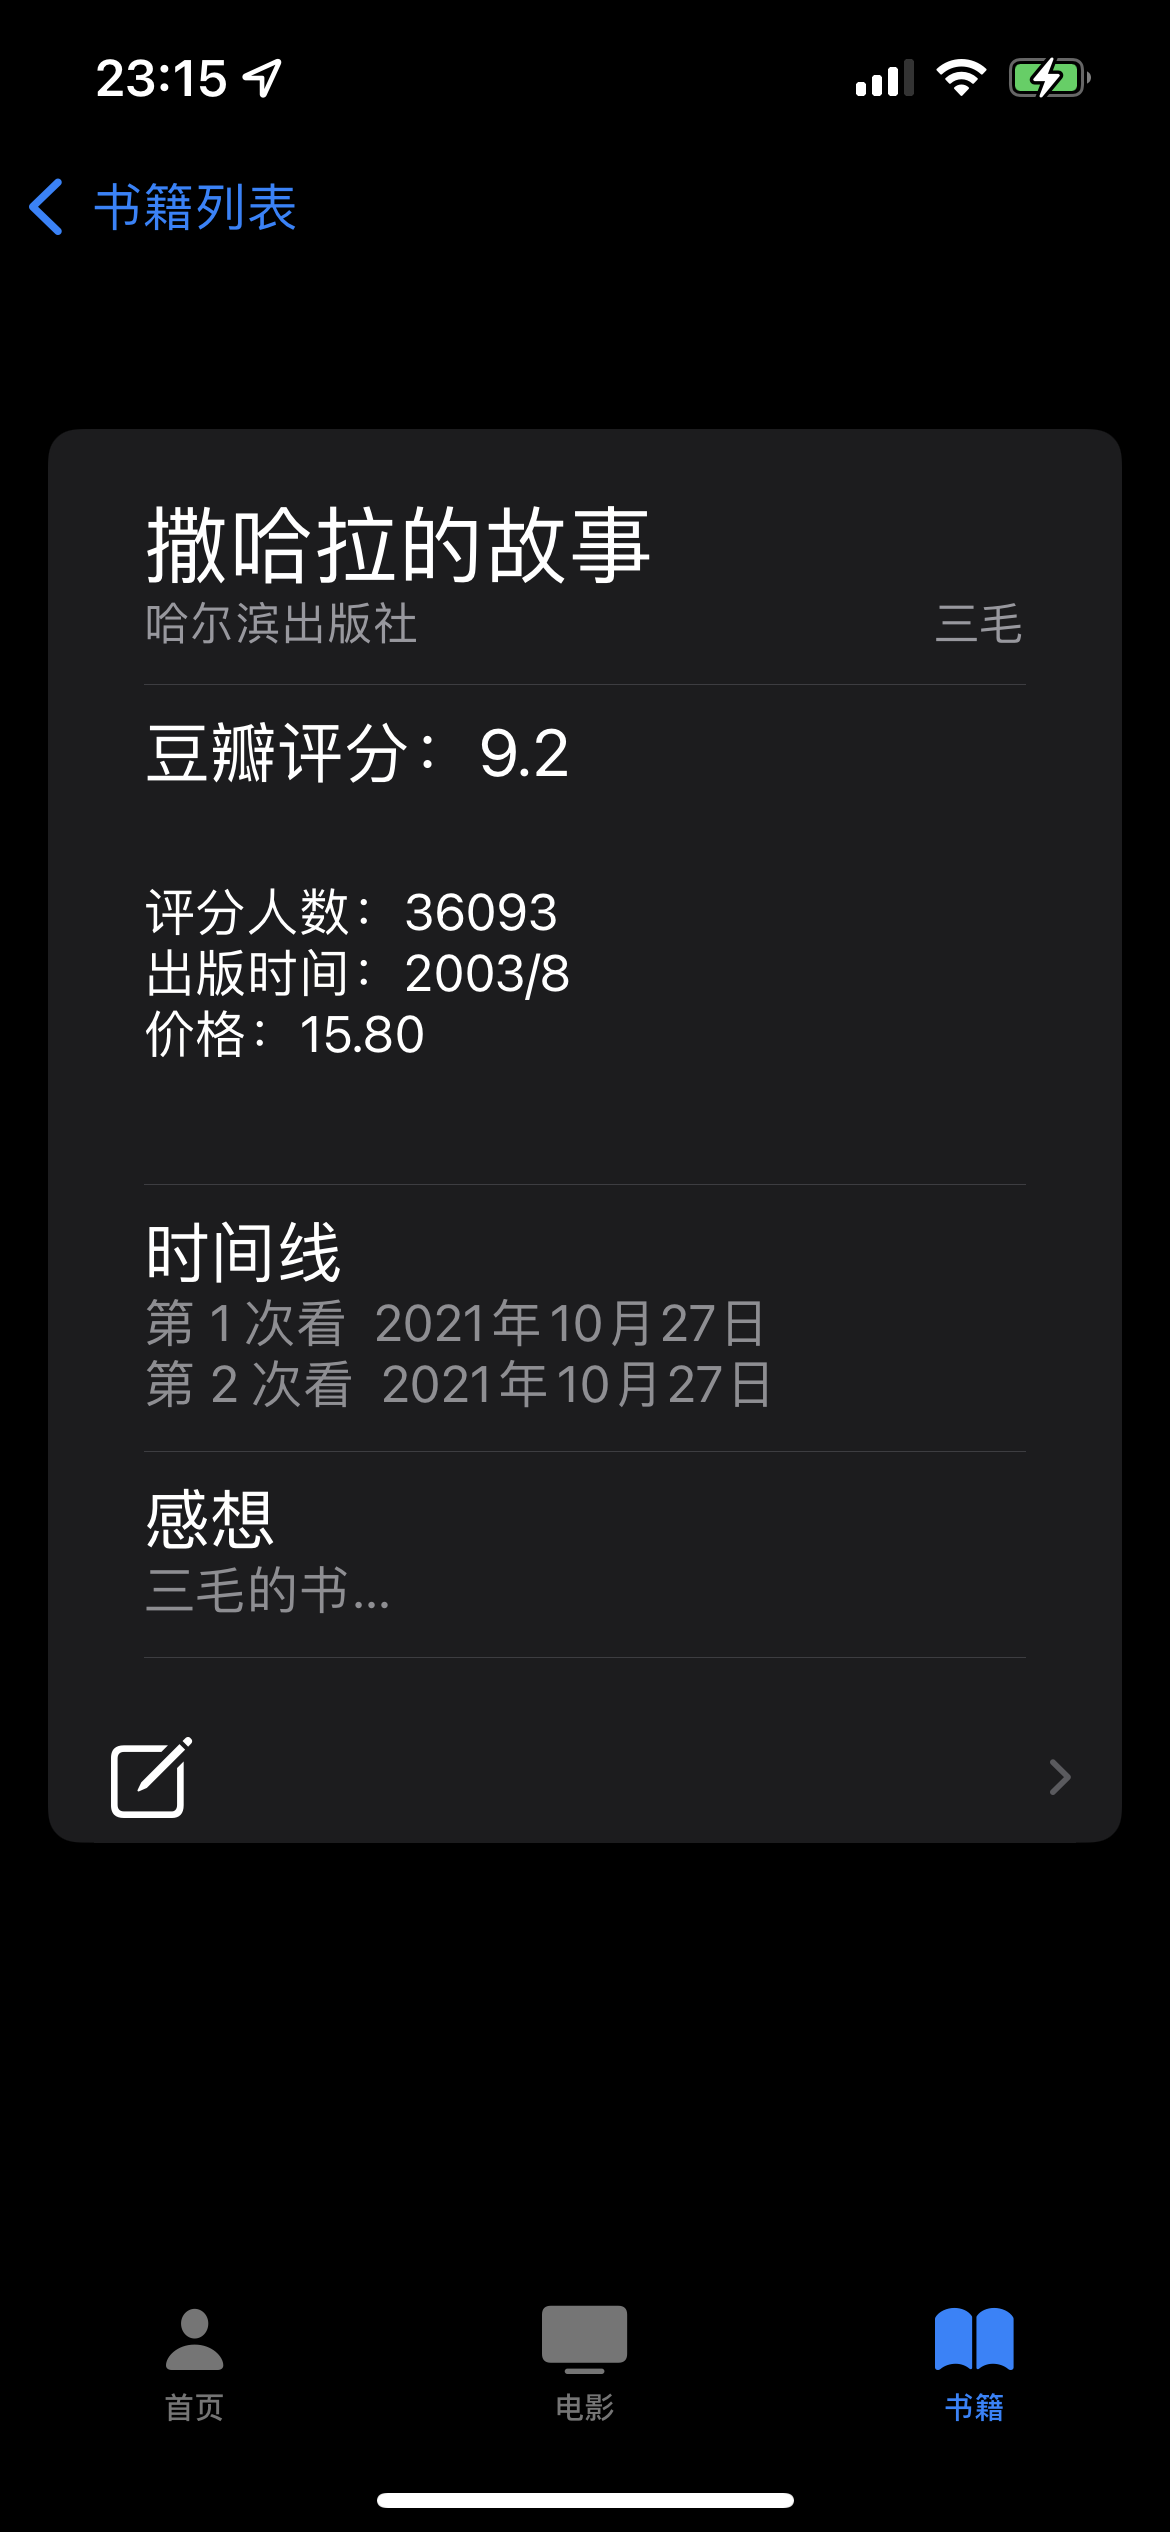 23:15
书籍列表
撒哈拉的故事
哈尔滨出版社 三毛
豆瓣评分：9.2
评分人数：36093
出版时间：2003/8
价格：15.80
时间线
第 1 次看 2021年10月27日
第 2 次看 2021年10月27日
感想
三毛的书...
首页 电影 书籍